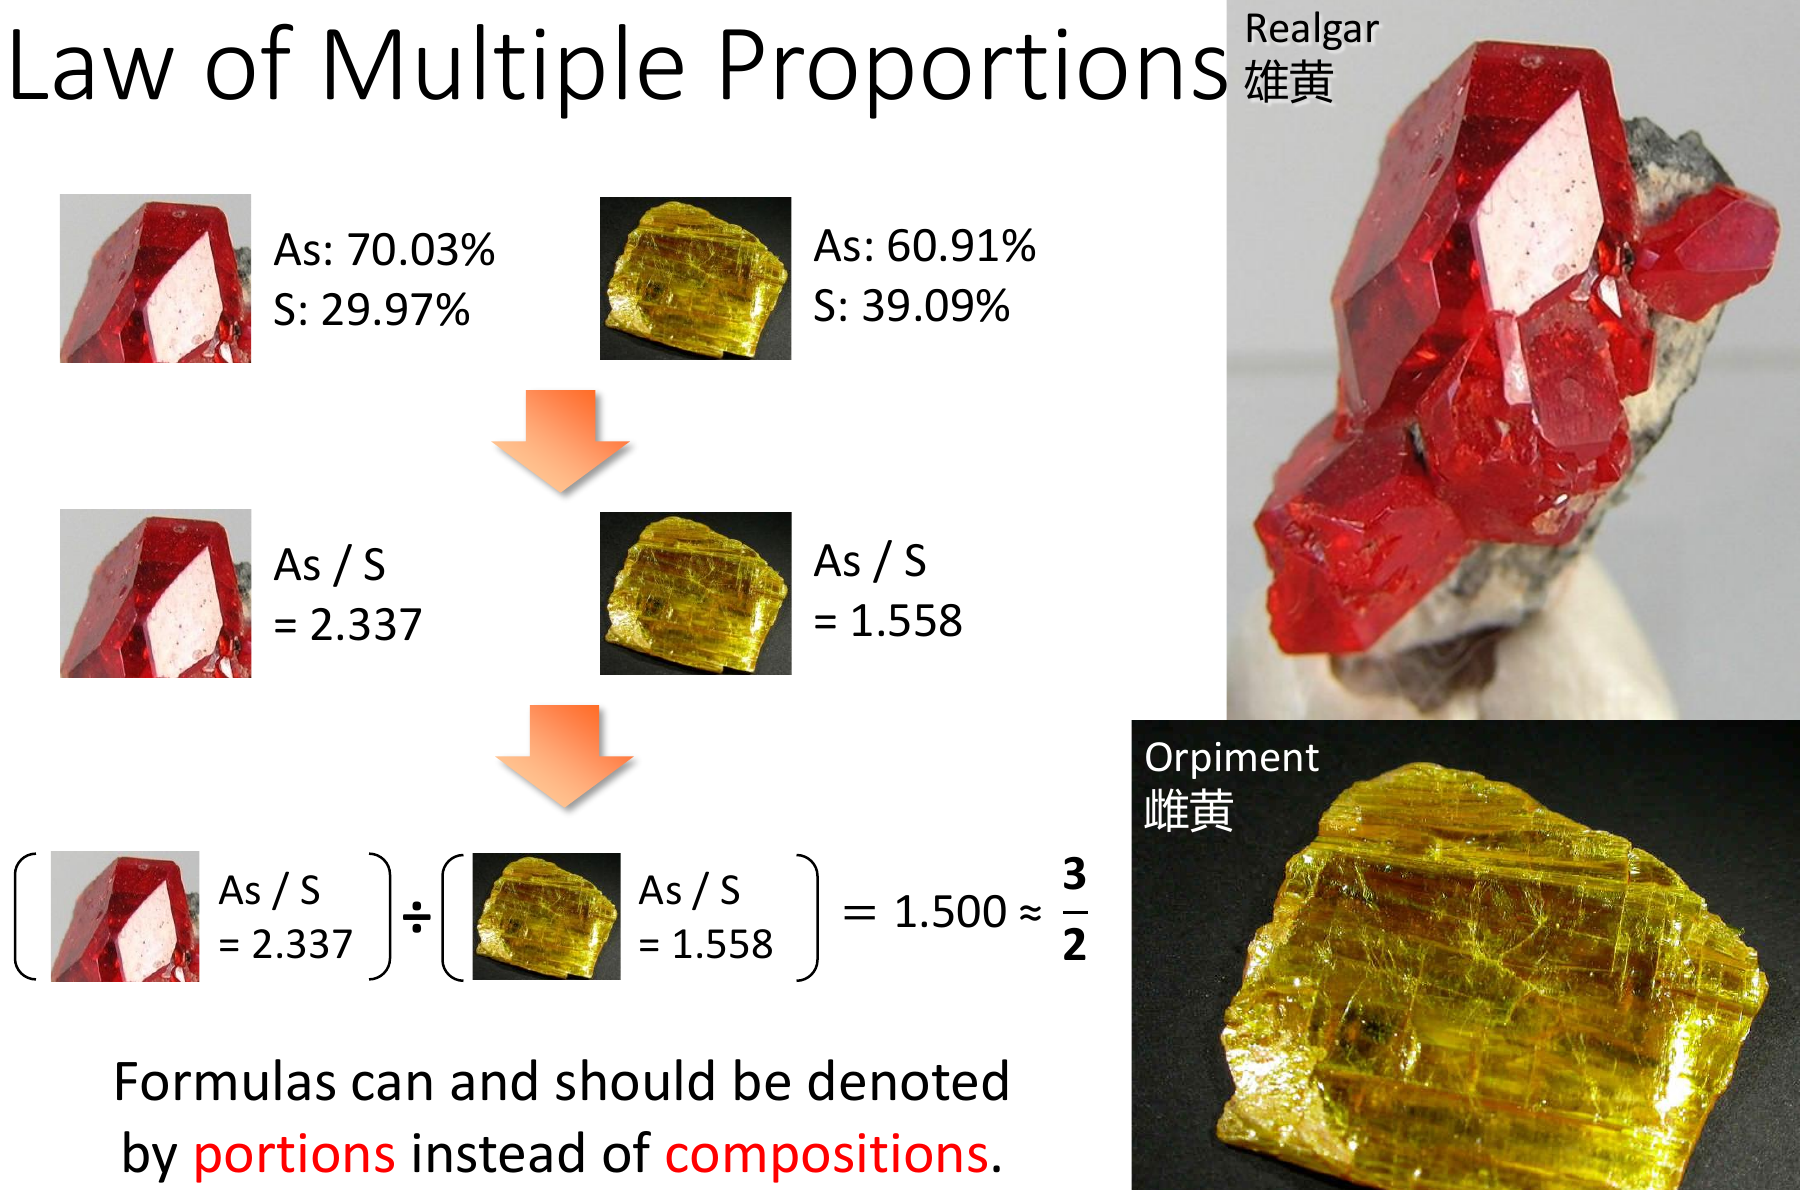 Law of Multiple Proportions
Realgar
雄黄
As: 70.03%
S: 29.97%
As: 60.91%
S: 39.09%
As / S
= 2.337
As / S
= 1.558
As / S
= 2.337
÷
As / S
= 1.558
= 1.500 ≈ 3/2
Orpiment
雌黄
Formulas can and should be denoted
by portions instead of compositions.